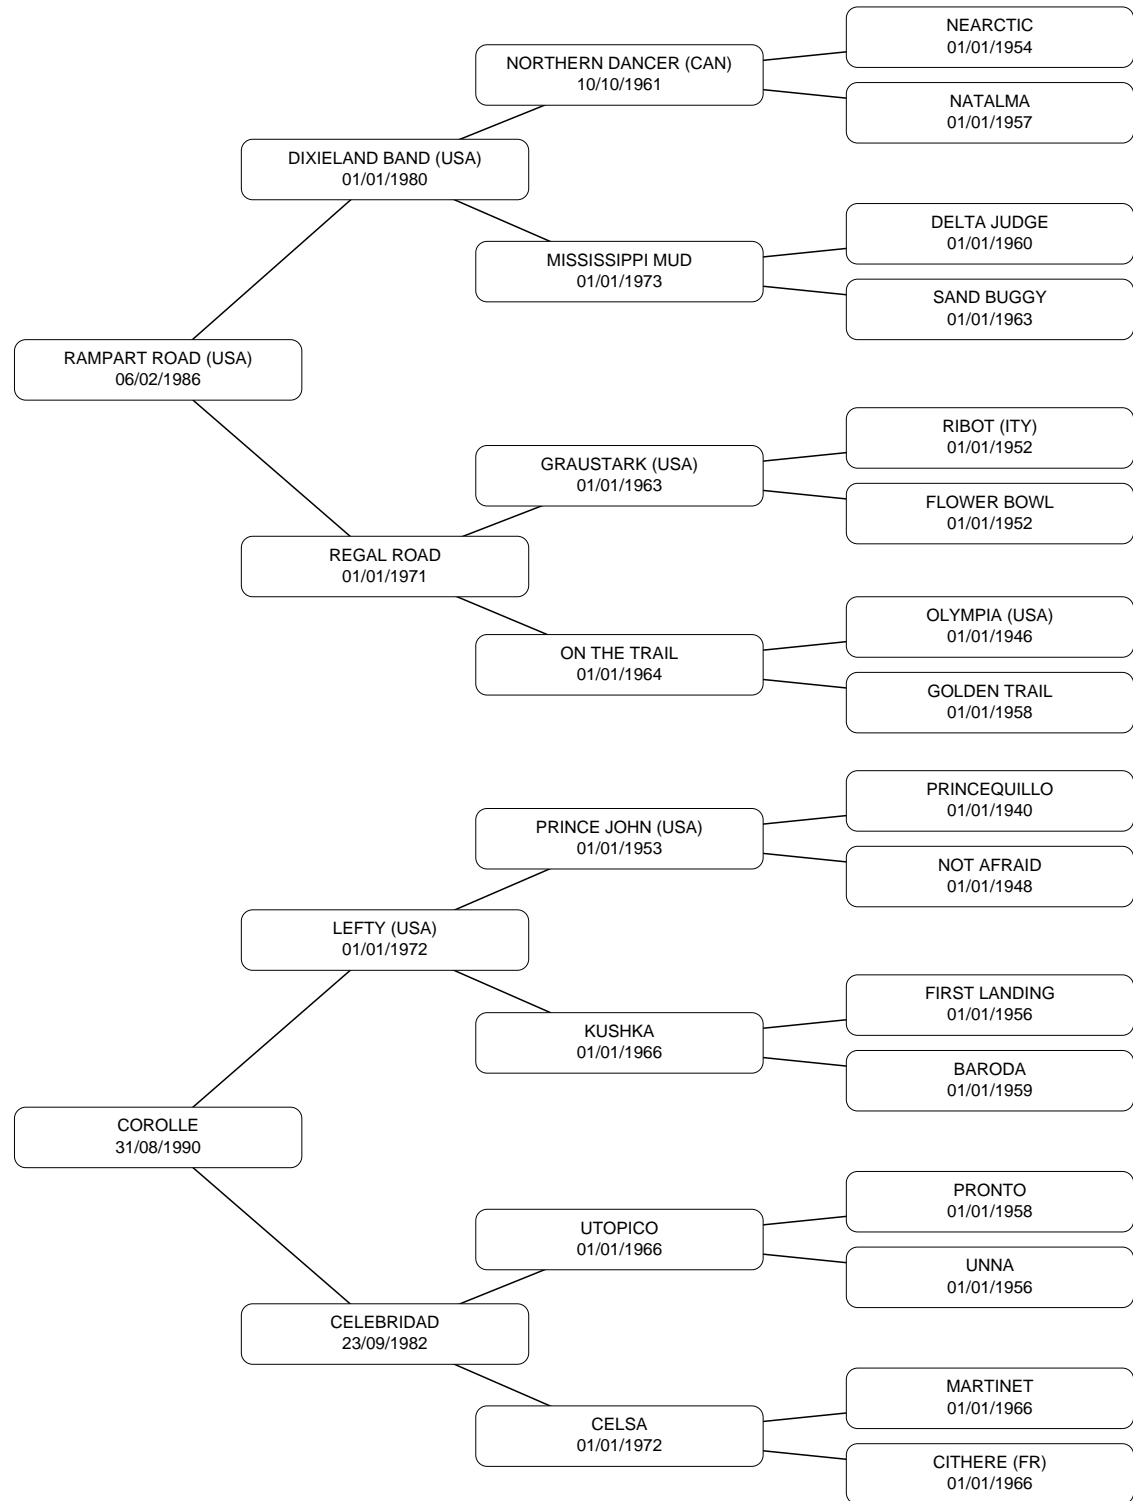 NEARCTIC
01/01/1954
NORTHERN DANCER (CAN)
10/10/1961
NATALMA
01/01/1957
DIXIELAND BAND (USA)
01/01/1980
DELTA JUDGE
01/01/1960
MISSISSIPPI MUD
01/01/1973
SAND BUGGY
01/01/1963
RAMPART ROAD (USA)
06/02/1986
RIBOT (ITY)
01/01/1952
GRAUSTARK (USA)
01/01/1963
FLOWER BOWL
01/01/1952
REGAL ROAD
01/01/1971
OLYMPIA (USA)
01/01/1946
ON THE TRAIL
01/01/1964
GOLDEN TRAIL
01/01/1958
PRINCEQUILLO
01/01/1940
PRINCE JOHN (USA)
01/01/1953
NOT AFRAID
01/01/1948
LEFTY (USA)
01/01/1972
FIRST LANDING
01/01/1956
KUSHKA
01/01/1966
BARODA
01/01/1959
COROLLE
31/08/1990
PRONTO
01/01/1958
UTOPICO
01/01/1966
UNNA
01/01/1956
CELEBRIDAD
23/09/1982
MARTINET
01/01/1966
CELSA
01/01/1972
CITHERE (FR)
01/01/1966